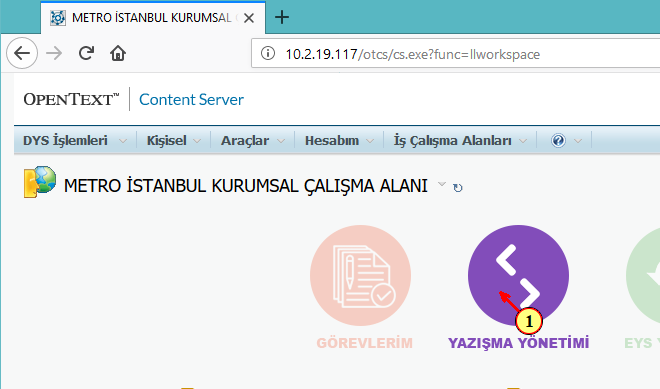 METRO İSTANBUL KURUMSAL
10.2.19.117/otcs/cs.exe?func=llworkspace
OPENTEXT™ Content Server
DYS İşlemleri Kişisel Araçlar Hesabım İş Çalışma Alanları ?
METRO İSTANBUL KURUMSAL ÇALIŞMA ALANI
1
GÖREVLERİM YAZIŞMA YÖNETİMİ EYS